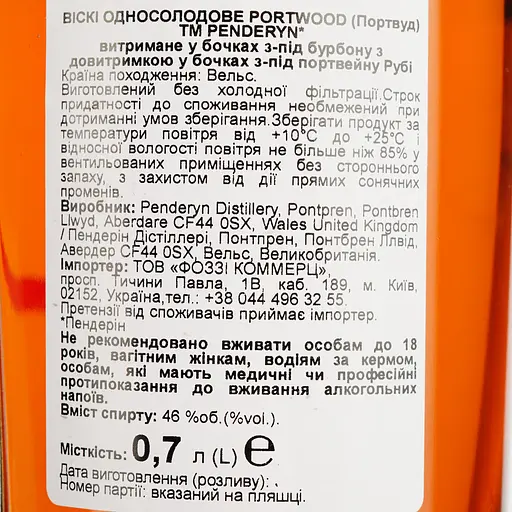 ВІСКІ ОДНОСОЛОДОВЕ PORTWOOD (Портвуд)
ТМ PENDERYN*
витримане у бочках з-під бурбону з
довитримкою у бочках з-під портвейну Рубі
Країна походження: Вельс.
Виготовлений без холодної фільтрації.Строк
придатності до споживання необмежений при
дотриманні умов зберігання.Зберігати продукт за
температури повітря від +10°С до +25°С і
відносної вологості повітря не більше ніж 85% у
вентильованих приміщеннях без стороннього
запаху, з захистом від дії прямих сонячних
променів.
Виробник: Penderyn Distillery, Pontpren, Pontbren
Llwyd, Aberdare CF44 0SX, Wales United Kingdom
/ Пендерін Дістіллері, Понтпрен, Понтбрен Ллвід,
Авердер CF44 0SX, Вельс, Великобританія.
Імпортер: ТОВ «ФОЗЗІ КОММЕРЦ»,
просп. Тичини Павла, 1В, каб. 189, м. Київ,
02152, Україна,тел.: +38 044 496 32 55.
Претензії від споживачів приймає імпортер.
*Пендерін
Не рекомендовано вживати особам до 18
років, вагітним жінкам, водіям за кермом,
особам, які мають медичні чи професійні
протипоказання до вживання алкогольних
напоїв.
Вміст спирту: 46 %об.(%vol.).
Місткість: 0,7 л (L) e
Дата виготовлення (розливу): .
Номер партії: вказаний на пляшці.